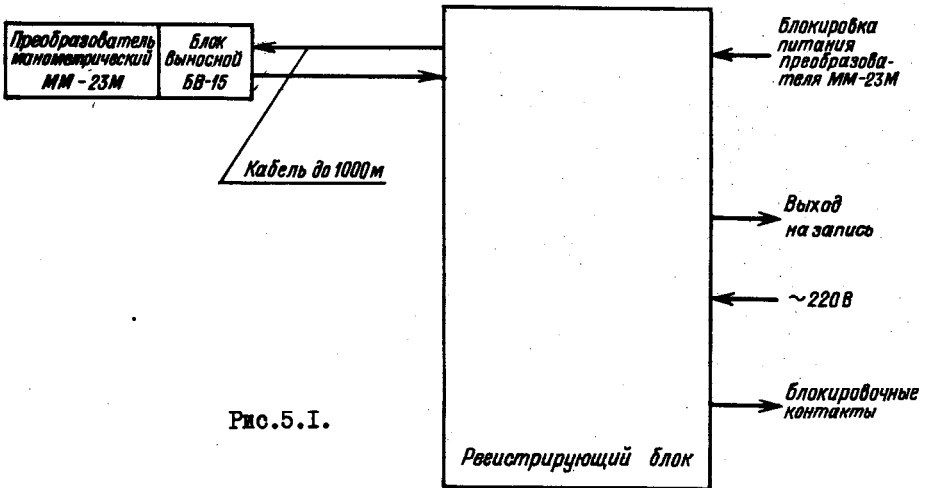 Преобразователь
манометрический
ММ-23М
Блок
выносной
БВ-15
Кабель до 1000м
Блокировка
питания
преобразова-
теля ММ-23М
Выход
на запись
~220В
Блокировочные
контакты
Рис.5.I.
Регистрирующий блок